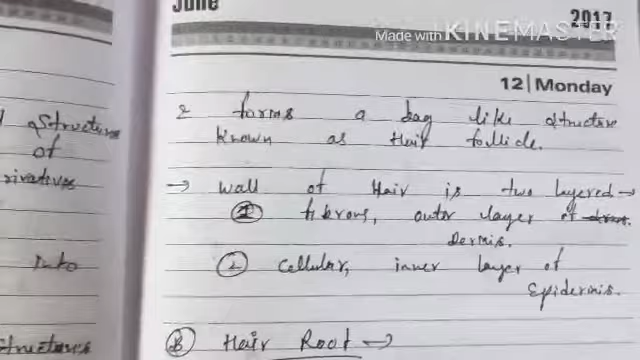 June 2017
Made with KINEMASTER
12 | Monday
& forms a bag like structure
known as Hair follicle.
→ Wall of Hair is two layered →
① fibrous, outer layer of
Dermis.
② cellular, inner layer of
Epidermis.
Ⓑ Hair Root →
structure
of
rivatives
Into
structures